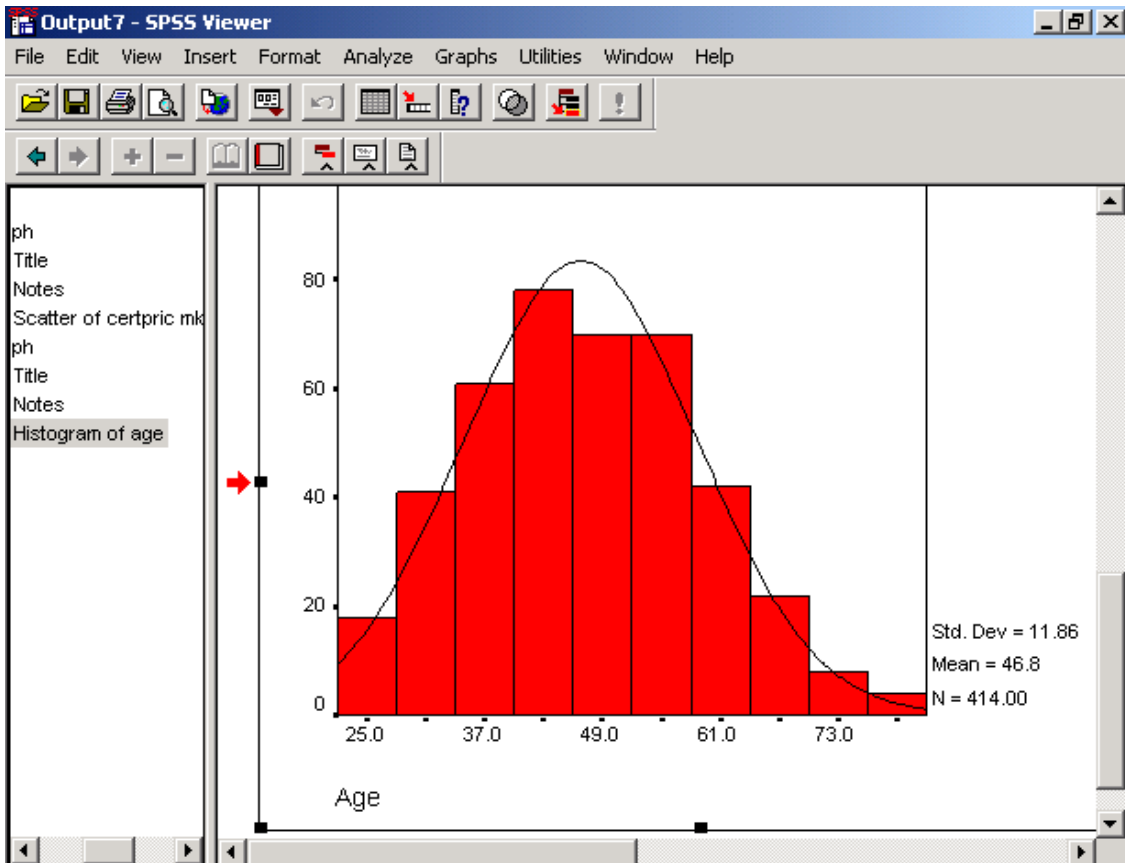 Output7 - SPSS Viewer
File Edit View Insert Format Analyze Graphs Utilities Window Help
ph
Title
Notes
Scatter of certpric mk
ph
Title
Notes
Histogram of age
80
60
40
20
0
25.0 37.0 49.0 61.0 73.0
Age
Std. Dev = 11.86
Mean = 46.8
N = 414.00